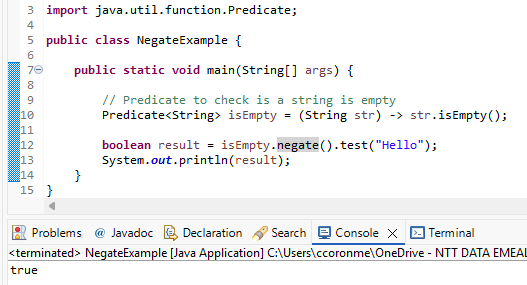 3 import java.util.function.Predicate;
4
5 public class NegateExample {
6
7 public static void main(String[] args) {
8
9 // Predicate to check is a string is empty
10 Predicate<String> isEmpty = (String str) -> str.isEmpty();
11
12 boolean result = isEmpty.negate().test("Hello");
13 System.out.println(result);
14 }
15 }
Problems @ Javadoc Declaration Search Console Terminal
<terminated> NegateExample [Java Application] C:\Users\ccoronme\OneDrive - NTT DATA EMEAL
true